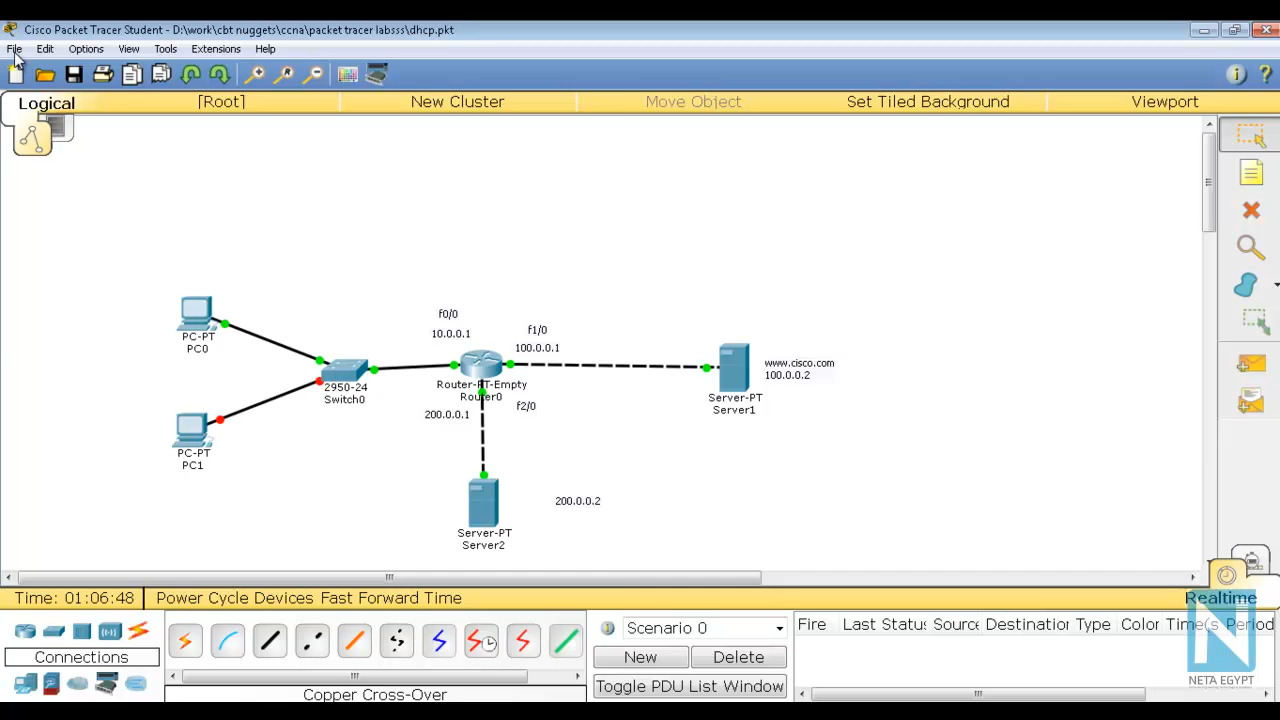 Cisco Packet Tracer Student - D:\work\cbt nuggets\ccna\packet tracer labsss\dhcp.pkt
File Edit Options View Tools Extensions Help
Logical [Root] New Cluster Move Object Set Tiled Background Viewport
f0/0
10.0.0.1
f1/0
100.0.0.1
PC-PT
PC0
2950-24
Switch0
Router-PT-Empty
Router0
www.cisco.com
100.0.0.2
Server-PT
Server1
200.0.0.1
f2/0
PC-PT
PC1
200.0.0.2
Server-PT
Server2
Time: 01:06:48 Power Cycle Devices Fast Forward Time
Realtime
Connections
Copper Cross-Over
Scenario 0
New Delete
Toggle PDU List Window
Fire Last Status Source Destination Type Color Time(s Period
NETA EGYPT